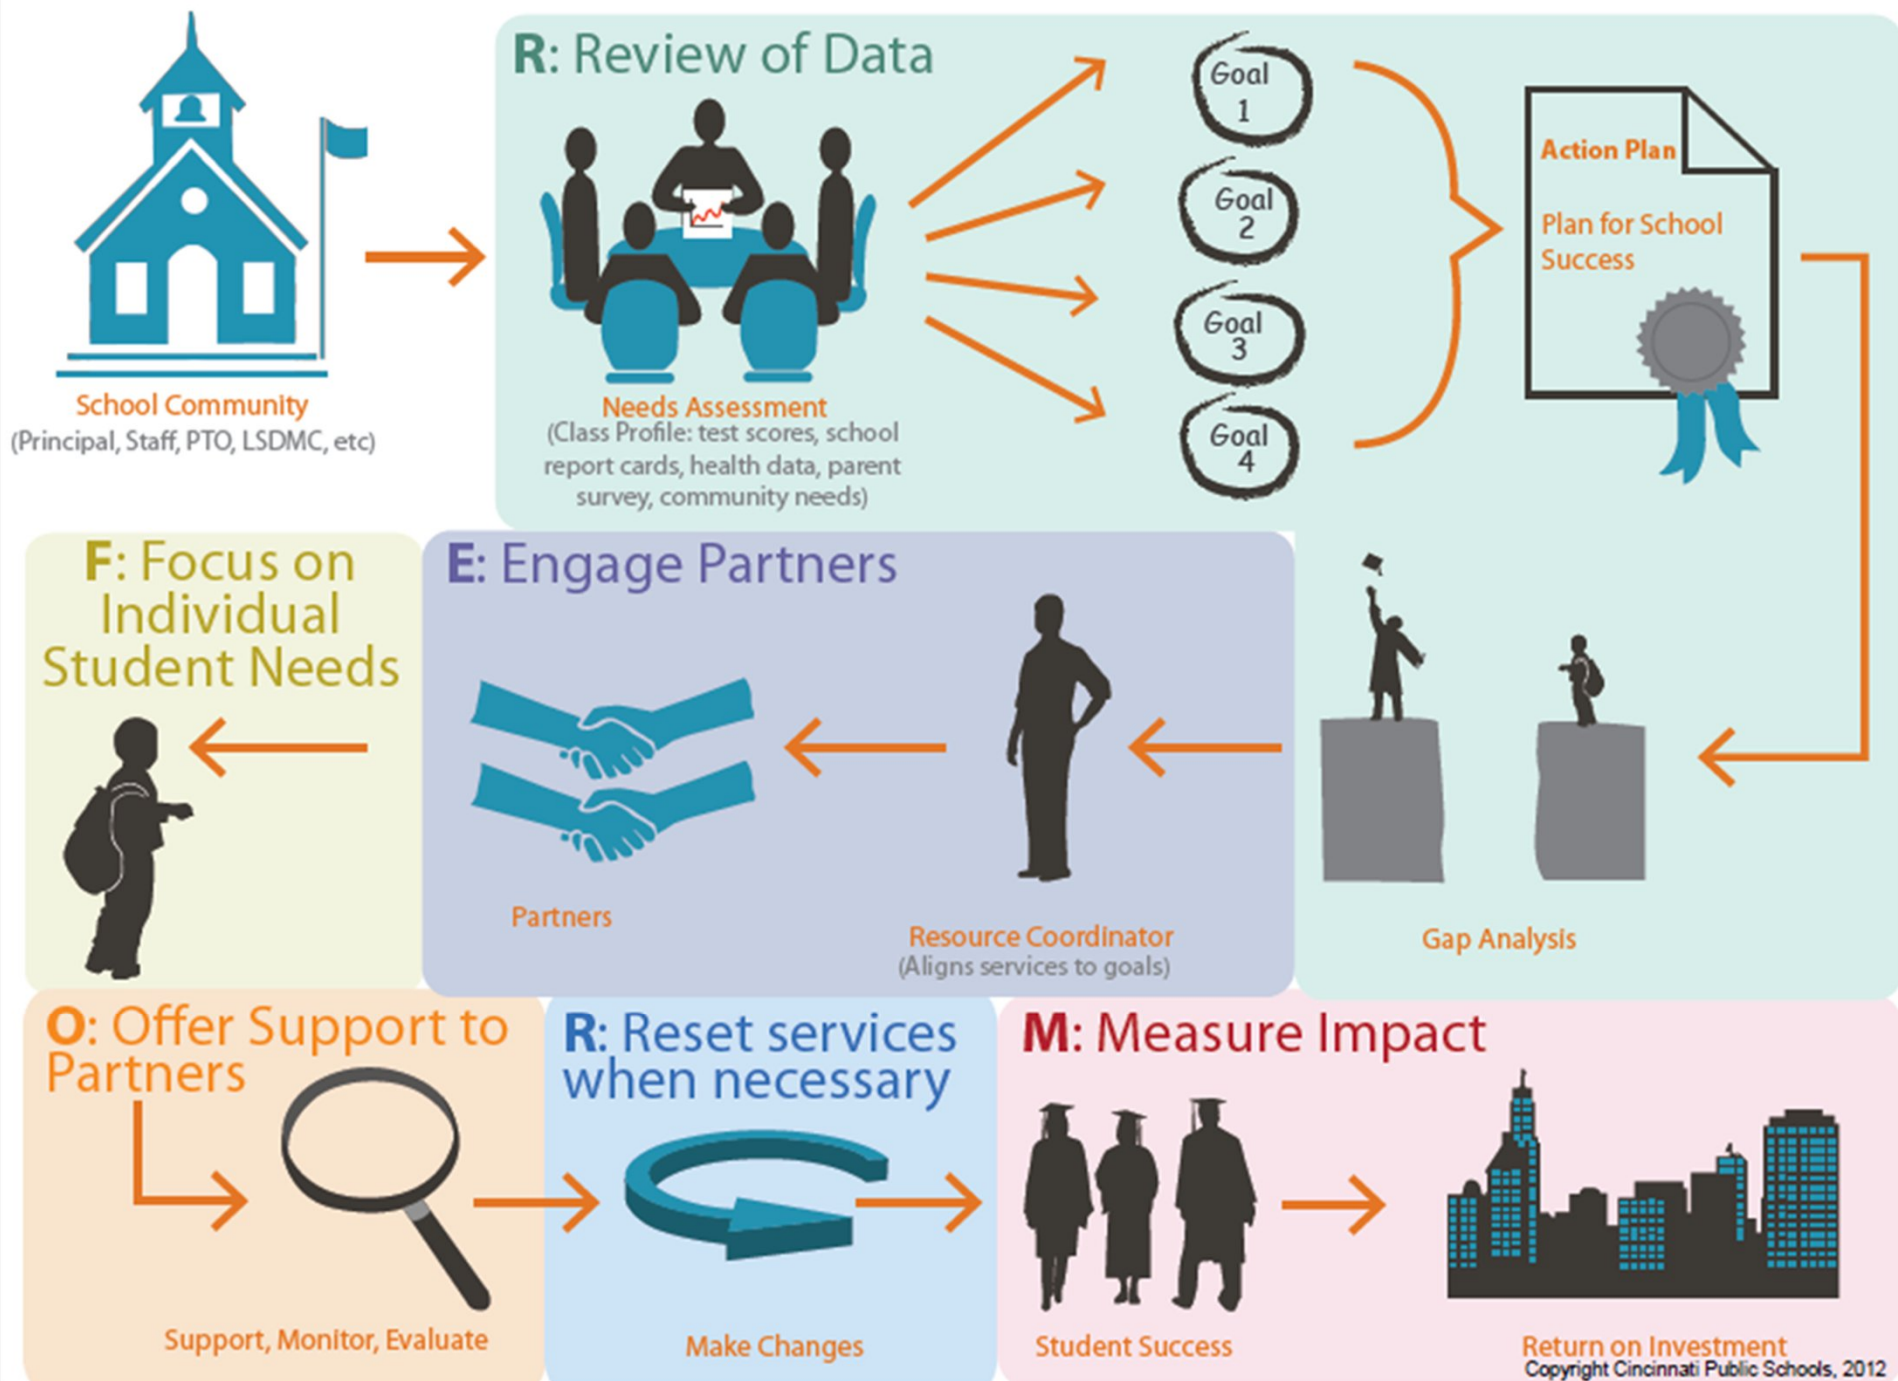 R: Review of Data
Goal
1
Goal
2
Goal
3
Goal
4
Action Plan
Plan for School
Success
School Community
(Principal, Staff, PTO, LSDMC, etc)
Needs Assessment
(Class Profile: test scores, school
report cards, health data, parent
survey, community needs)
F: Focus on
Individual
Student Needs
E: Engage Partners
Partners
Resource Coordinator
(Aligns services to goals)
Gap Analysis
O: Offer Support to
Partners
Support, Monitor, Evaluate
R: Reset services
when necessary
Make Changes
M: Measure Impact
Student Success
Return on Investment
Copyright Cincinnati Public Schools, 2012